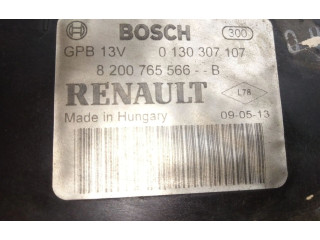 BOSCH 300
GPB 13V 0 130 307 107
8 200 765 566 - - B
RENAULT L78
Made in Hungary 09-05-13